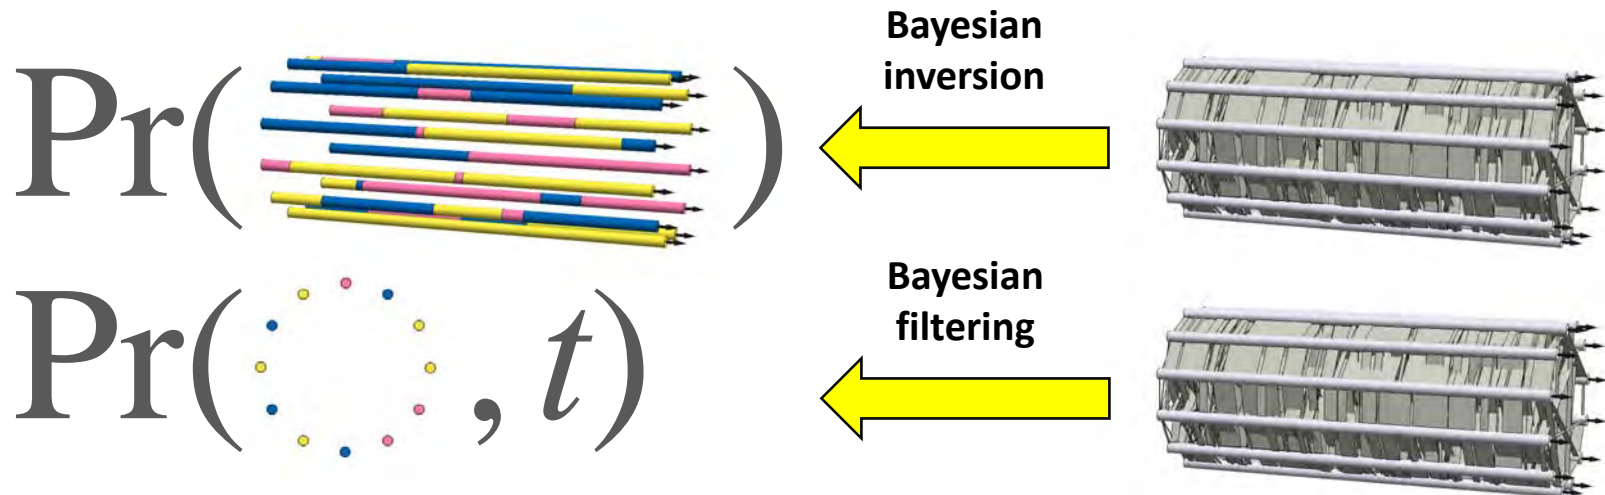 Bayesian
inversion
Pr( )
Bayesian
filtering
Pr( , t)